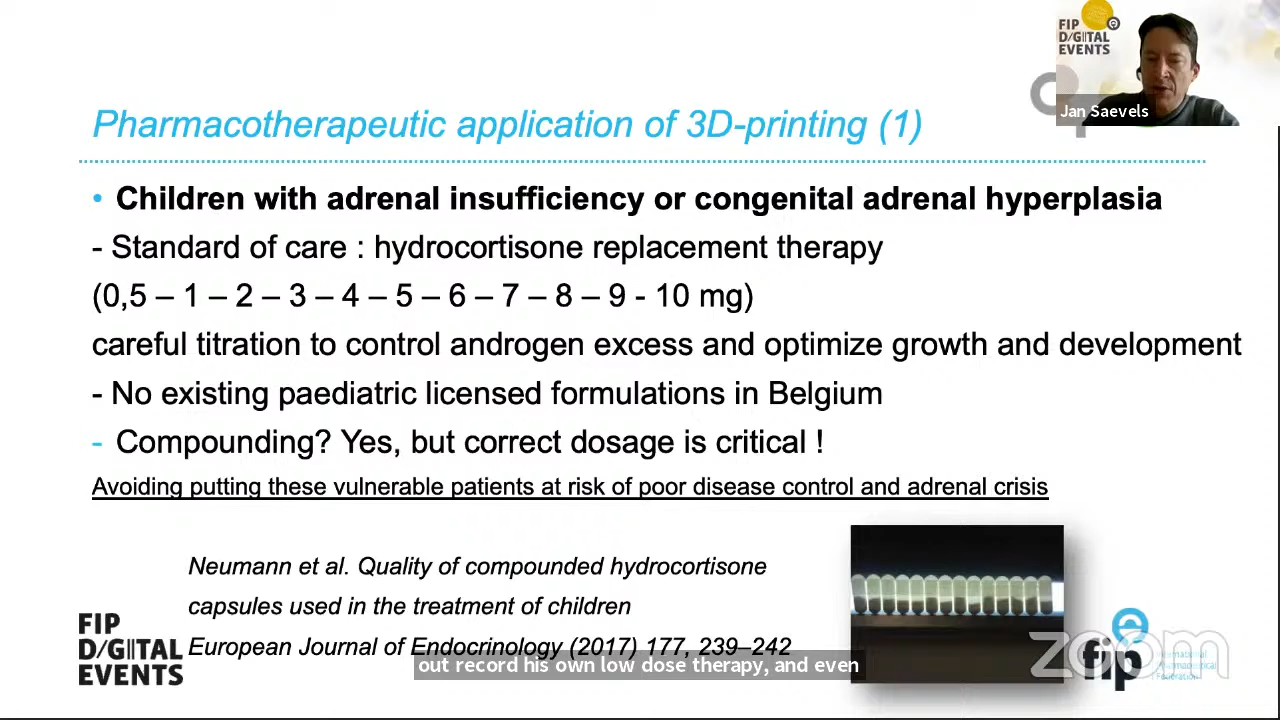 FIP
DIGITAL
EVENTS
Jan Saevels
Pharmacotherapeutic application of 3D-printing (1)
• Children with adrenal insufficiency or congenital adrenal hyperplasia
- Standard of care : hydrocortisone replacement therapy
(0,5 – 1 – 2 – 3 – 4 – 5 – 6 – 7 – 8 – 9 - 10 mg)
careful titration to control androgen excess and optimize growth and development
- No existing paediatric licensed formulations in Belgium
- Compounding? Yes, but correct dosage is critical !
Avoiding putting these vulnerable patients at risk of poor disease control and adrenal crisis
Neumann et al. Quality of compounded hydrocortisone
capsules used in the treatment of children
European Journal of Endocrinology (2017) 177, 239–242
out record his own low dose therapy, and even
FIP
DIGITAL
EVENTS
zoom
fip
International
Pharmaceutical
Federation